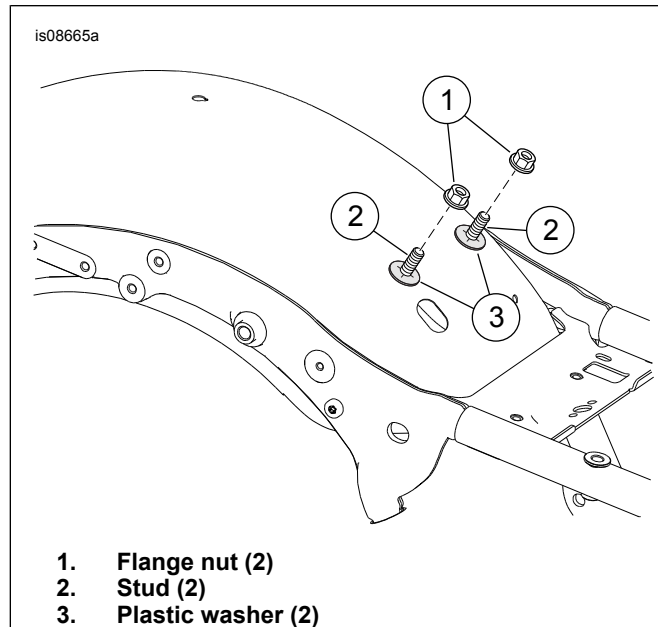 is08665a
1
2
2
3
1. Flange nut (2)
2. Stud (2)
3. Plastic washer (2)